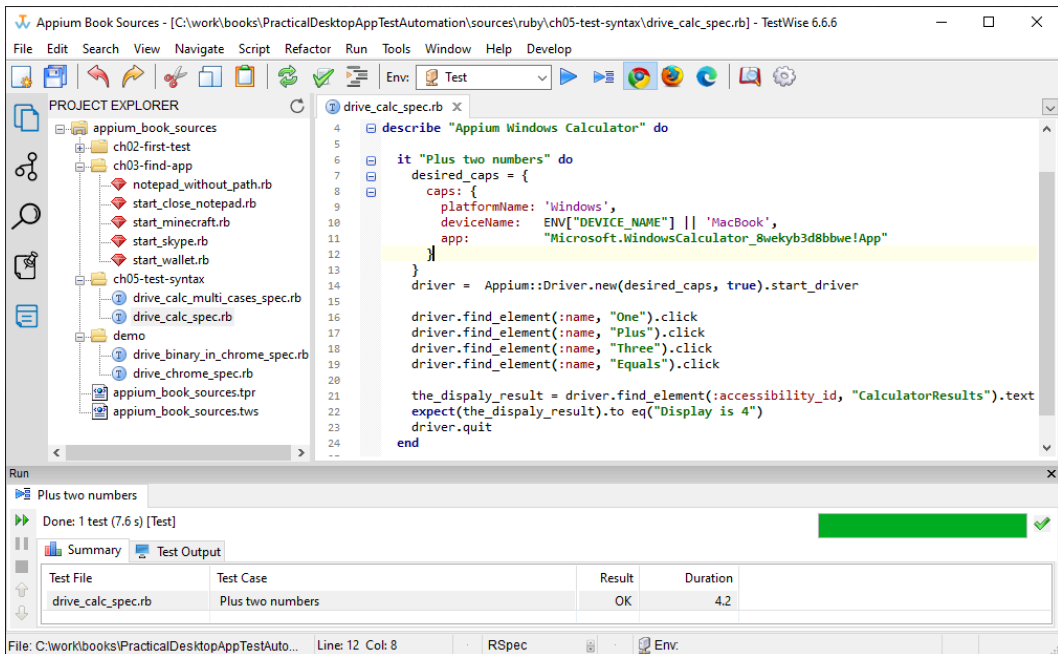 Appium Book Sources - [C:\work\books\PracticalDesktopAppTestAutomation\sources\ruby\ch05-test-syntax\drive_calc_spec.rb] - TestWise 6.6.6
File Edit Search View Navigate Script Refactor Run Tools Window Help Develop
Env: Test
PROJECT EXPLORER
appium_book_sources
ch02-first-test
ch03-find-app
notepad_without_path.rb
start_close_notepad.rb
start_minecraft.rb
start_skype.rb
start_wallet.rb
ch05-test-syntax
drive_calc_multi_cases_spec.rb
drive_calc_spec.rb
demo
drive_binary_in_chrome_spec.rb
drive_chrome_spec.rb
appium_book_sources.tpr
appium_book_sources.tws
drive_calc_spec.rb
4 describe "Appium Windows Calculator" do
5
6 it "Plus two numbers" do
7 desired_caps = {
8 caps: {
9 platformName: 'Windows',
10 deviceName: ENV["DEVICE_NAME"] || 'MacBook',
11 app: "Microsoft.WindowsCalculator_8wekyb3d8bbwe!App"
12 }
13 }
14 driver = Appium::Driver.new(desired_caps, true).start_driver
15
16 driver.find_element(:name, "One").click
17 driver.find_element(:name, "Plus").click
18 driver.find_element(:name, "Three").click
19 driver.find_element(:name, "Equals").click
20
21 the_dispaly_result = driver.find_element(:accessibility_id, "CalculatorResults").text
22 expect(the_dispaly_result).to eq("Display is 4")
23 driver.quit
24 end
Run
Plus two numbers
Done: 1 test (7.6 s) [Test]
Summary Test Output
Test File Test Case Result Duration
drive_calc_spec.rb Plus two numbers OK 4.2
File: C:\work\books\PracticalDesktopAppTestAuto... Line: 12 Col: 8 RSpec Env: